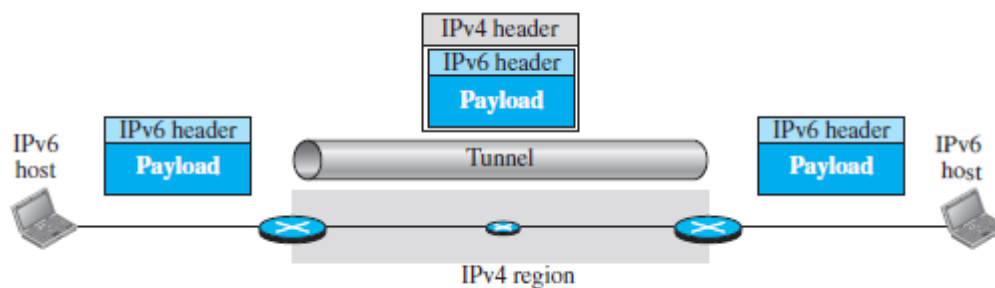 IPv4 header
IPv6 header
Payload
IPv6
host
IPv6 header
Payload
Tunnel
IPv6 header
Payload
IPv6
host
IPv4 region